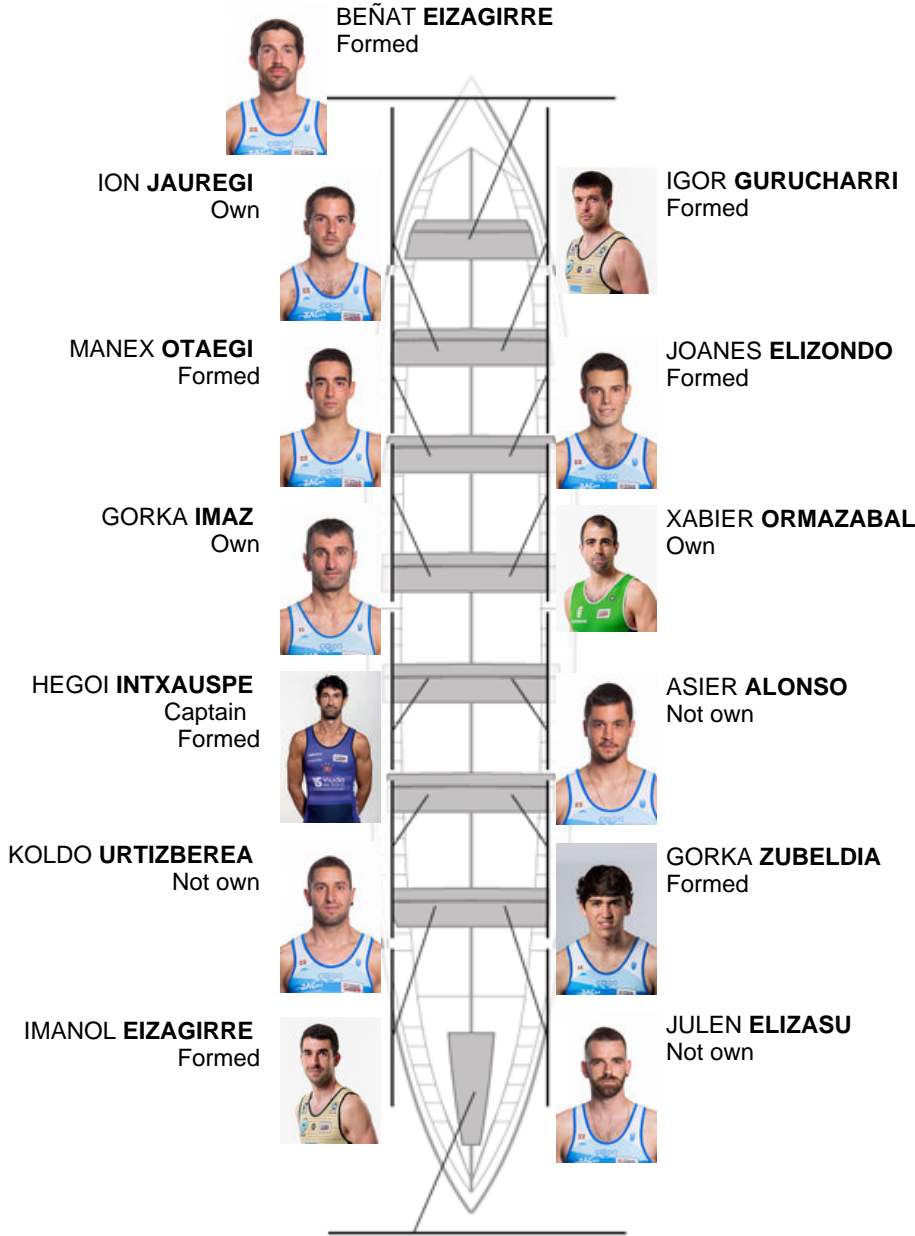 BEÑAT EIZAGIRRE
Formed
ION JAUREGI
Own
IGOR GURUCHARRI
Formed
MANEX OTAEGI
Formed
JOANES ELIZONDO
Formed
GORKA IMAZ
Own
XABIER ORMAZABAL
Own
HEGOI INTXAUSPE
Captain
Formed
ASIER ALONSO
Not own
KOLDO URTIZBEREA
Not own
GORKA ZUBELDIA
Formed
IMANOL EIZAGIRRE
Formed
JULEN ELIZASU
Not own